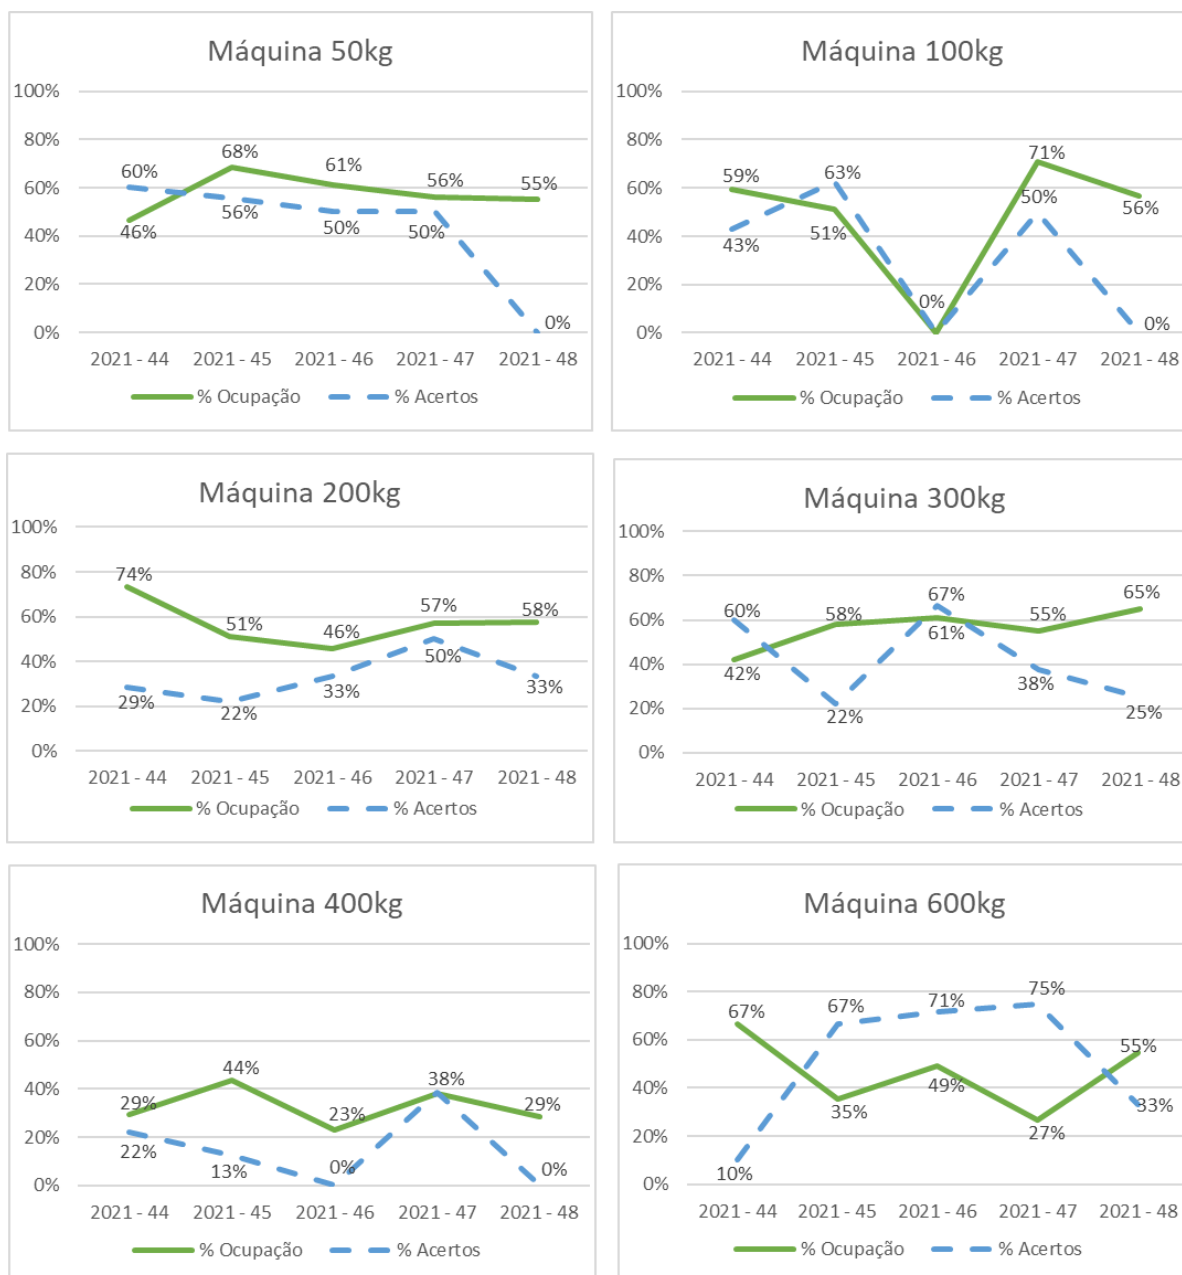 Máquina 50kg
100%
80%
60%
40%
20%
0%
60% 68% 61% 56% 55%
46% 56% 50% 50% 0%
2021 - 44 2021 - 45 2021 - 46 2021 - 47 2021 - 48
% Ocupação % Acertos
Máquina 100kg
100%
80%
60%
40%
20%
0%
59% 63% 0% 71% 56%
43% 51% 50% 0%
2021 - 44 2021 - 45 2021 - 46 2021 - 47 2021 - 48
% Ocupação % Acertos
Máquina 200kg
100%
80%
60%
40%
20%
0%
74% 51% 46% 57% 58%
29% 22% 33% 50% 33%
2021 - 44 2021 - 45 2021 - 46 2021 - 47 2021 - 48
% Ocupação % Acertos
Máquina 300kg
100%
80%
60%
40%
20%
0%
60% 58% 67% 55% 65%
42% 22% 61% 38% 25%
2021 - 44 2021 - 45 2021 - 46 2021 - 47 2021 - 48
% Ocupação % Acertos
Máquina 400kg
100%
80%
60%
40%
20%
0%
29% 44% 23% 38% 29%
22% 13% 0% 0%
2021 - 44 2021 - 45 2021 - 46 2021 - 47 2021 - 48
% Ocupação % Acertos
Máquina 600kg
100%
80%
60%
40%
20%
0%
67% 67% 71% 75% 55%
10% 35% 49% 27% 33%
2021 - 44 2021 - 45 2021 - 46 2021 - 47 2021 - 48
% Ocupação % Acertos